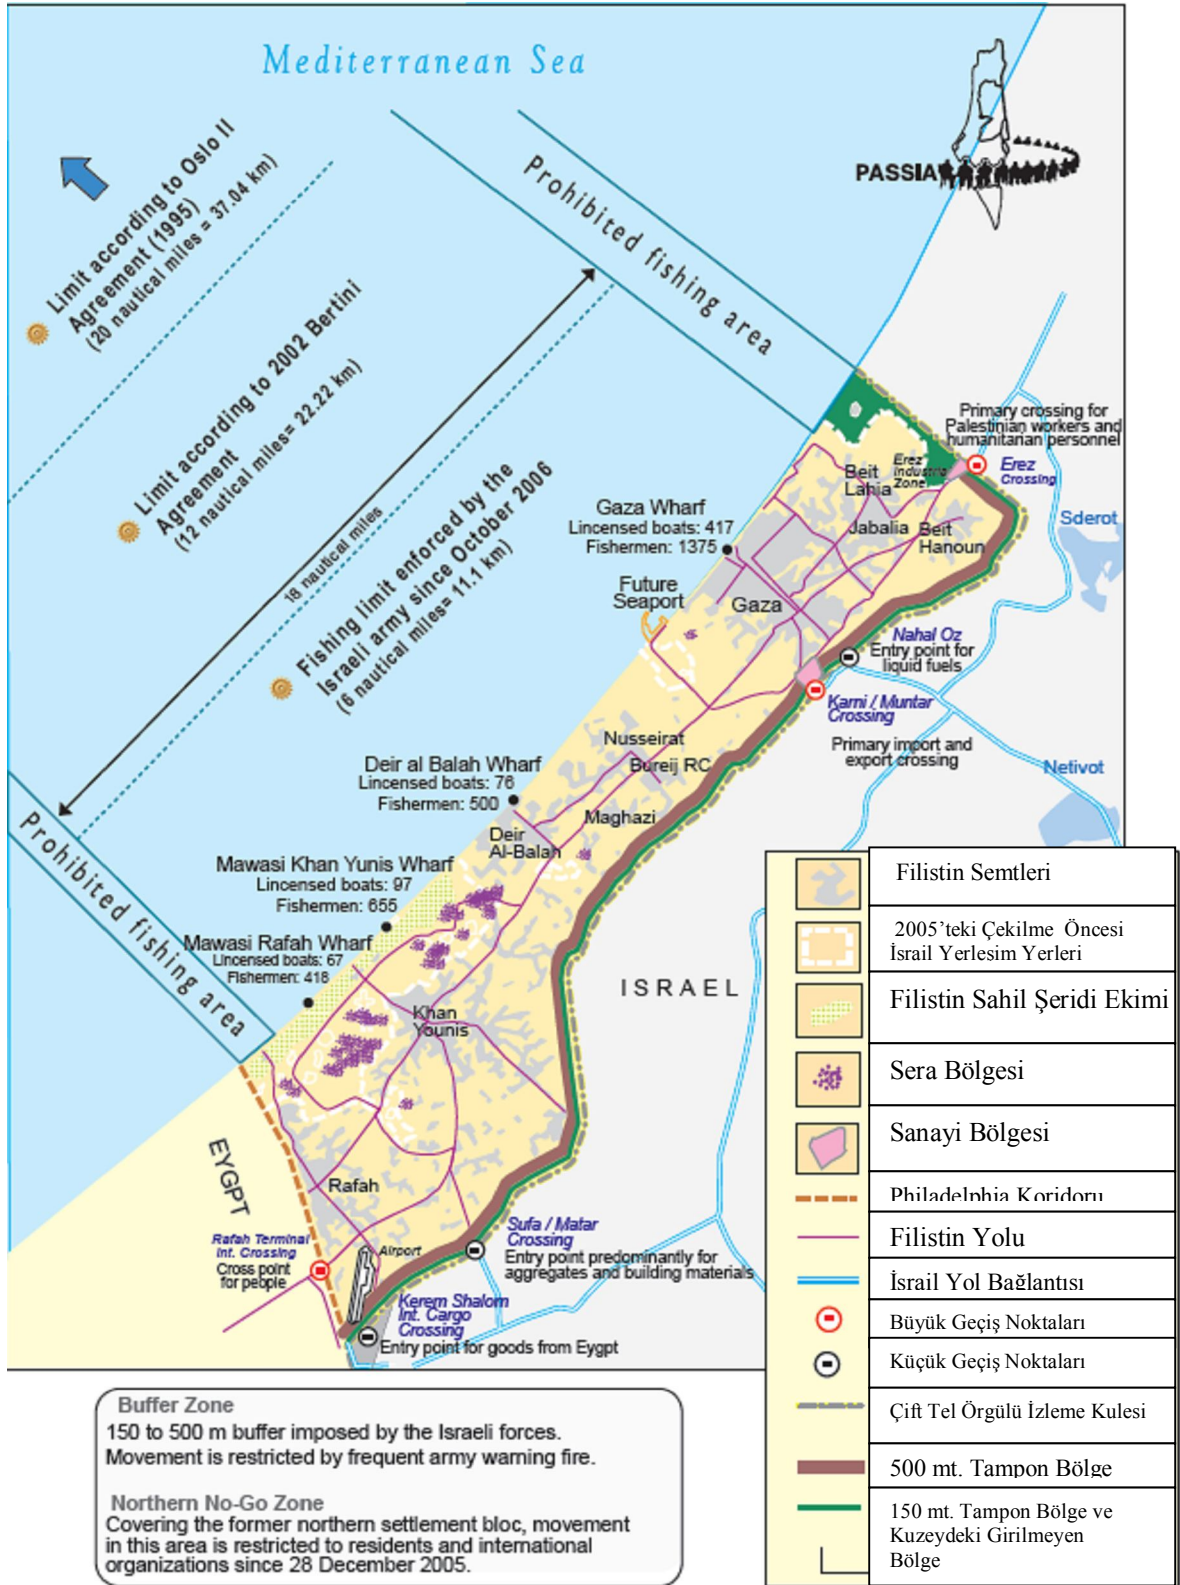 Mediterranean Sea
PASSIA
Prohibited fishing area
Limit according to Oslo II
Agreement (1995)
(20 nautical miles = 37.04 km)
Limit according to 2002 Bertini
Agreement
(12 nautical miles= 22.22 km)
18 nautical miles
Fishing limit enforced by the
Israeli army since October 2006
(6 nautical miles= 11.1 km)
Primary crossing for
Palestinian workers and
humanitarian personnel
Erez
Crossing
Erez
Industrial
Zone
Beit
Lahia
Jabalia
Beit
Hanoun
Sderot
Gaza Wharf
Lincensed boats: 417
Fishermen: 1375
Future
Seaport
Gaza
Nahal Oz
Entry point for
liquid fuels
Karni / Muntar
Crossing
Primary import and
export crossing
Netivot
Nusseirat
Bureij RC
Maghazi
Deir al Balah Wharf
Lincensed boats: 76
Fishermen: 500
Deir
Al-Balah
Mawasi Khan Yunis Wharf
Lincensed boats: 97
Fishermen: 655
Mawasi Rafah Wharf
Lincensed boats: 67
Fishermen: 418
Prohibited fishing area
Khan
Younis
ISRAEL
EYGPT
Rafah
Rafah Terminal
Int. Crossing
Cross point
for people
Airport
Sufa / Matar
Crossing
Entry point predominantly for
aggregates and building materials
Kerem Shalom
Int. Cargo
Crossing
Entry point for goods from Eygpt
Filistin Semtleri
2005’teki Çekilme Öncesi
İsrail Yerlesim Yerleri
Filistin Sahil Şeridi Ekimi
Sera Bölgesi
Sanayi Bölgesi
Philadelphia Koridoru
Filistin Yolu
İsrail Yol Bağlantısı
Büyük Geçiş Noktaları
Küçük Geçiş Noktaları
Çift Tel Örgülü İzleme Kulesi
500 mt. Tampon Bölge
150 mt. Tampon Bölge ve
Kuzeydeki Girilmeyen
Bölge
Buffer Zone
150 to 500 m buffer imposed by the Israeli forces.
Movement is restricted by frequent army warning fire.
Northern No-Go Zone
Covering the former northern settlement bloc, movement
in this area is restricted to residents and international
organizations since 28 December 2005.